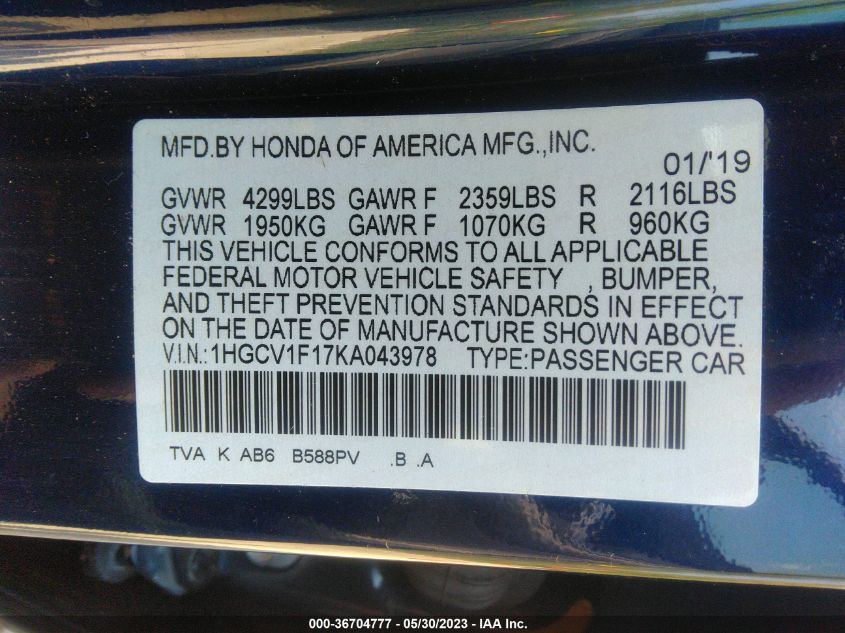 MFD.BY HONDA OF AMERICA MFG.,INC.
01/'19
GVWR 4299LBS GAWR F 2359LBS R 2116LBS
GVWR 1950KG GAWR F 1070KG R 960KG
THIS VEHICLE CONFORMS TO ALL APPLICABLE
FEDERAL MOTOR VEHICLE SAFETY , BUMPER,
AND THEFT PREVENTION STANDARDS IN EFFECT
ON THE DATE OF MANUFACTURE SHOWN ABOVE.
V.I.N.:1HGCV1F17KA043978 TYPE:PASSENGER CAR
TVA K AB6 B588PV .B .A
000-36704777 — 05/30/2023 — IAA Inc.